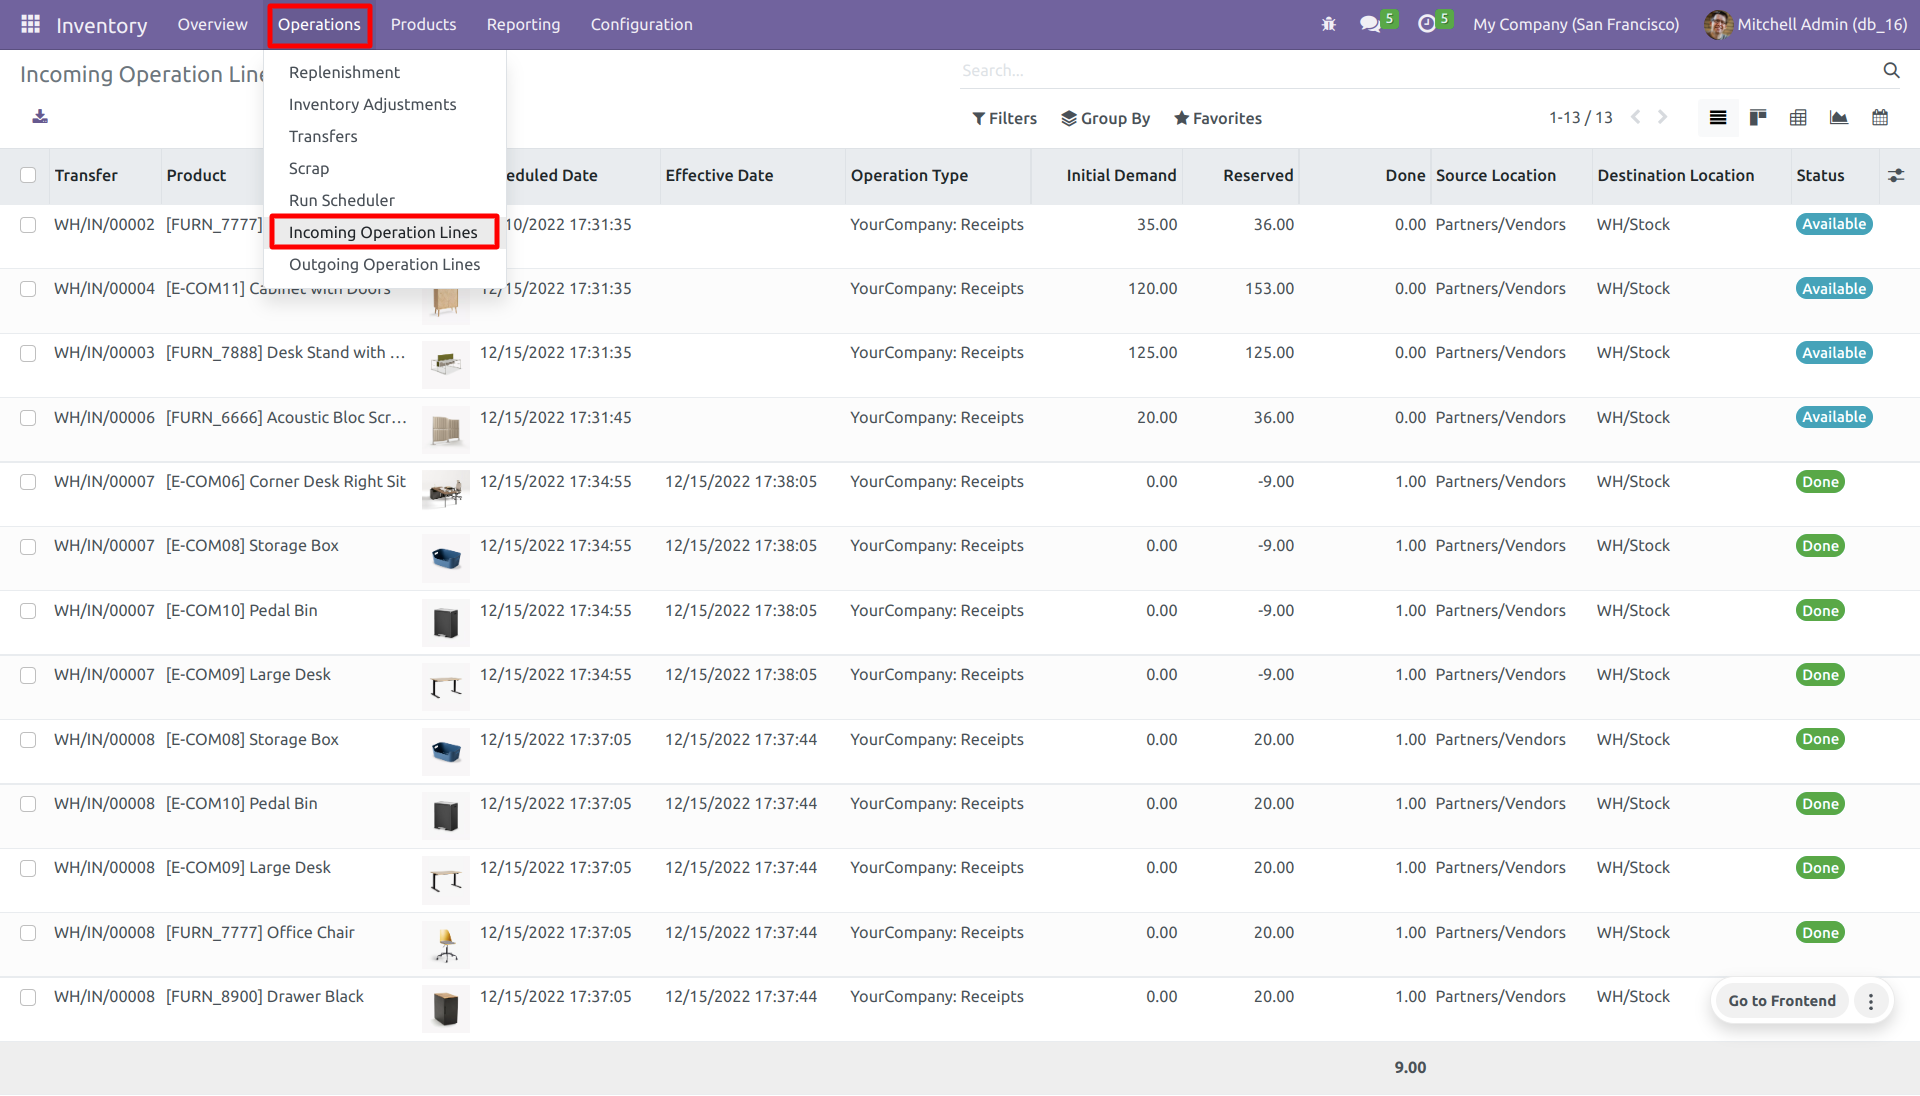 Inventory Overview Operations Products Reporting Configuration 5 5 My Company (San Francisco) Mitchell Admin (db_16)
Incoming Operation Line
Search...
Replenishment
Inventory Adjustments
Transfers
Scrap
Run Scheduler
Incoming Operation Lines
Outgoing Operation Lines
Filters Group By Favorites 1-13 / 13
Transfer Product eduled Date Effective Date Operation Type Initial Demand Reserved Done Source Location Destination Location Status
WH/IN/00002 [FURN_7777] 10/2022 17:31:35 YourCompany: Receipts 35.00 36.00 0.00 Partners/Vendors WH/Stock Available
WH/IN/00004 [E-COM11] Cabinet with Doors 12/15/2022 17:31:35 YourCompany: Receipts 120.00 153.00 0.00 Partners/Vendors WH/Stock Available
WH/IN/00003 [FURN_7888] Desk Stand with ... 12/15/2022 17:31:35 YourCompany: Receipts 125.00 125.00 0.00 Partners/Vendors WH/Stock Available
WH/IN/00006 [FURN_6666] Acoustic Bloc Scr... 12/15/2022 17:31:45 YourCompany: Receipts 20.00 36.00 0.00 Partners/Vendors WH/Stock Available
WH/IN/00007 [E-COM06] Corner Desk Right Sit 12/15/2022 17:34:55 12/15/2022 17:38:05 YourCompany: Receipts 0.00 -9.00 1.00 Partners/Vendors WH/Stock Done
WH/IN/00007 [E-COM08] Storage Box 12/15/2022 17:34:55 12/15/2022 17:38:05 YourCompany: Receipts 0.00 -9.00 1.00 Partners/Vendors WH/Stock Done
WH/IN/00007 [E-COM10] Pedal Bin 12/15/2022 17:34:55 12/15/2022 17:38:05 YourCompany: Receipts 0.00 -9.00 1.00 Partners/Vendors WH/Stock Done
WH/IN/00007 [E-COM09] Large Desk 12/15/2022 17:34:55 12/15/2022 17:38:05 YourCompany: Receipts 0.00 -9.00 1.00 Partners/Vendors WH/Stock Done
WH/IN/00008 [E-COM08] Storage Box 12/15/2022 17:37:05 12/15/2022 17:37:44 YourCompany: Receipts 0.00 20.00 1.00 Partners/Vendors WH/Stock Done
WH/IN/00008 [E-COM10] Pedal Bin 12/15/2022 17:37:05 12/15/2022 17:37:44 YourCompany: Receipts 0.00 20.00 1.00 Partners/Vendors WH/Stock Done
WH/IN/00008 [E-COM09] Large Desk 12/15/2022 17:37:05 12/15/2022 17:37:44 YourCompany: Receipts 0.00 20.00 1.00 Partners/Vendors WH/Stock Done
WH/IN/00008 [FURN_7777] Office Chair 12/15/2022 17:37:05 12/15/2022 17:37:44 YourCompany: Receipts 0.00 20.00 1.00 Partners/Vendors WH/Stock Done
WH/IN/00008 [FURN_8900] Drawer Black 12/15/2022 17:37:05 12/15/2022 17:37:44 YourCompany: Receipts 0.00 20.00 1.00 Partners/Vendors WH/Stock
Go to Frontend
9.00